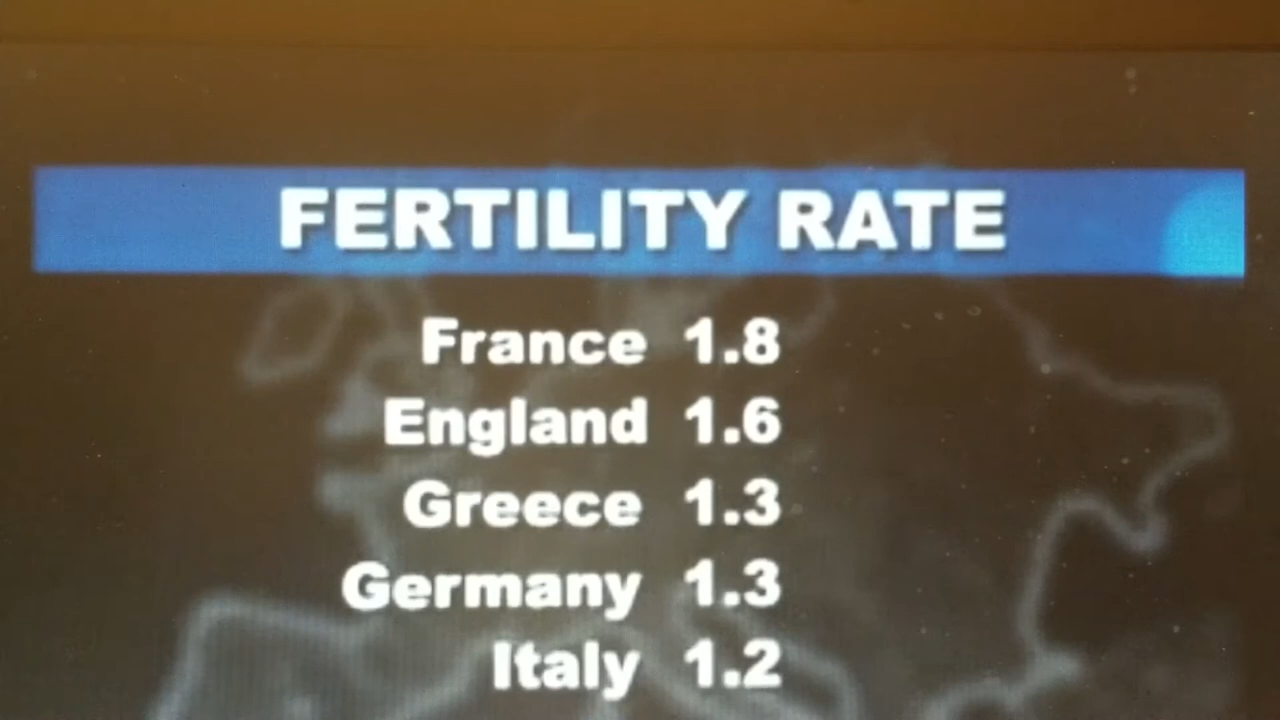 FERTILITY RATE
France 1.8
England 1.6
Greece 1.3
Germany 1.3
Italy 1.2